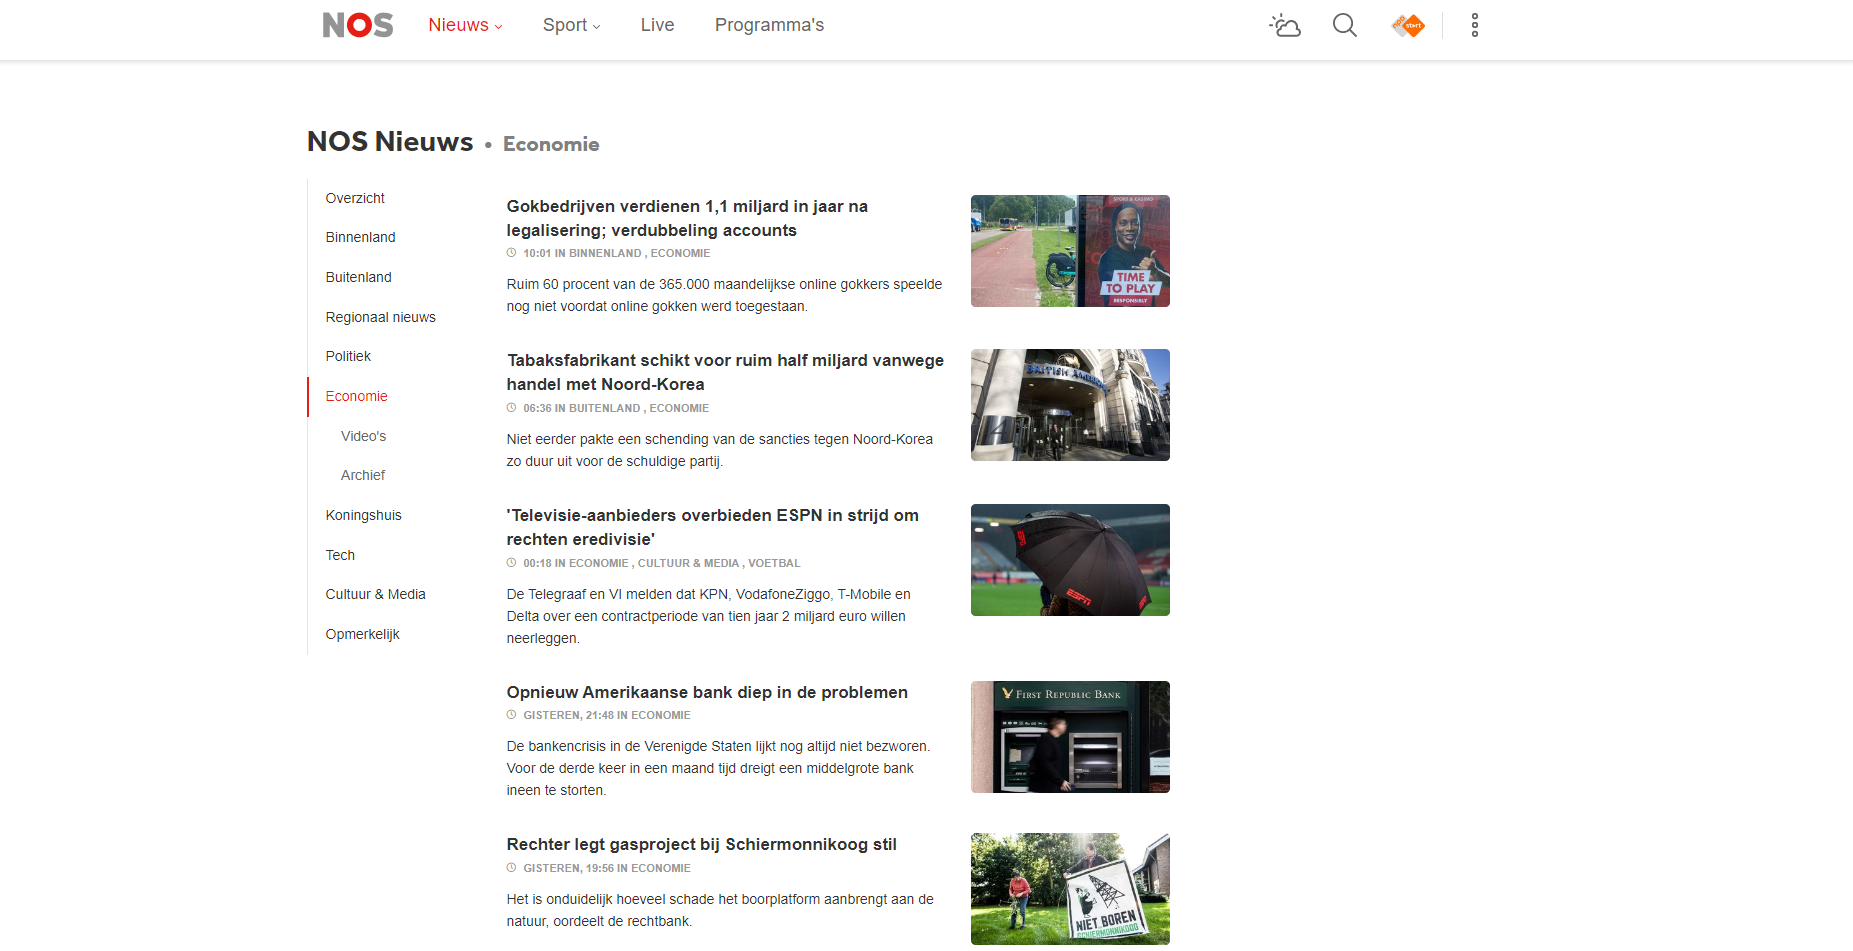 NOS Nieuws Sport Live Programma's
NOS Nieuws • Economie
Overzicht
Binnenland
Buitenland
Regionaal nieuws
Politiek
Economie
Video's
Archief
Koningshuis
Tech
Cultuur & Media
Opmerkelijk
Gokbedrijven verdienen 1,1 miljard in jaar na
legalisering; verdubbeling accounts
10:01 IN BINNENLAND , ECONOMIE
Ruim 60 procent van de 365.000 maandelijkse online gokkers speelde
nog niet voordat online gokken werd toegestaan.
SPORT & CASINO
TIME
TO PLAY
RESPONSIBLY
Tabaksfabrikant schikt voor ruim half miljard vanwege
handel met Noord-Korea
06:36 IN BUITENLAND , ECONOMIE
Niet eerder pakte een schending van de sancties tegen Noord-Korea
zo duur uit voor de schuldige partij.
BRITISH AMERICAN
'Televisie-aanbieders overbieden ESPN in strijd om
rechten eredivisie'
00:18 IN ECONOMIE , CULTUUR & MEDIA , VOETBAL
De Telegraaf en VI melden dat KPN, VodafoneZiggo, T-Mobile en
Delta over een contractperiode van tien jaar 2 miljard euro willen
neerleggen.
ESPN
Opnieuw Amerikaanse bank diep in de problemen
GISTEREN, 21:48 IN ECONOMIE
De bankencrisis in de Verenigde Staten lijkt nog altijd niet bezworen.
Voor de derde keer in een maand tijd dreigt een middelgrote bank
ineen te storten.
FIRST REPUBLIC BANK
Rechter legt gasproject bij Schiermonnikoog stil
GISTEREN, 19:56 IN ECONOMIE
Het is onduidelijk hoeveel schade het boorplatform aanbrengt aan de
natuur, oordeelt de rechtbank.
NIET BOREN
SCHIERMONNIKOOG